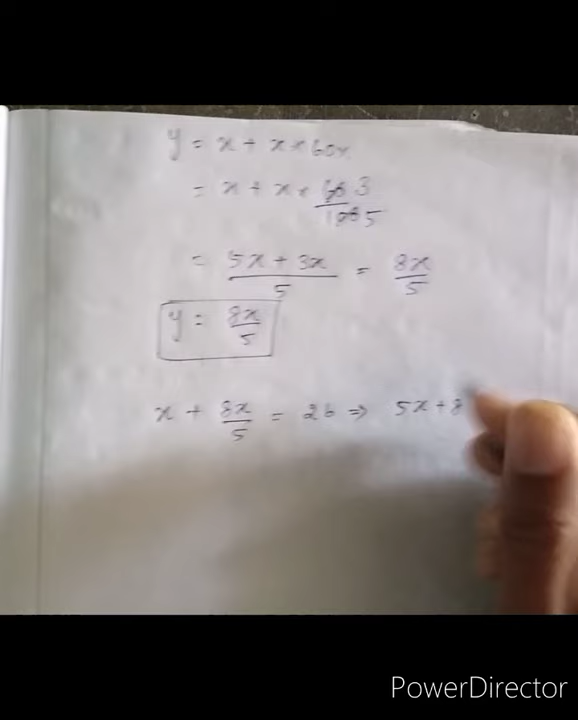 y = x + x × 60%
= x + x × 60/100 3/5
= 5x + 3x / 5 = 8x/5
y = 8x/5
x + 8x/5 = 26 ⇒ 5x + 8
PowerDirector